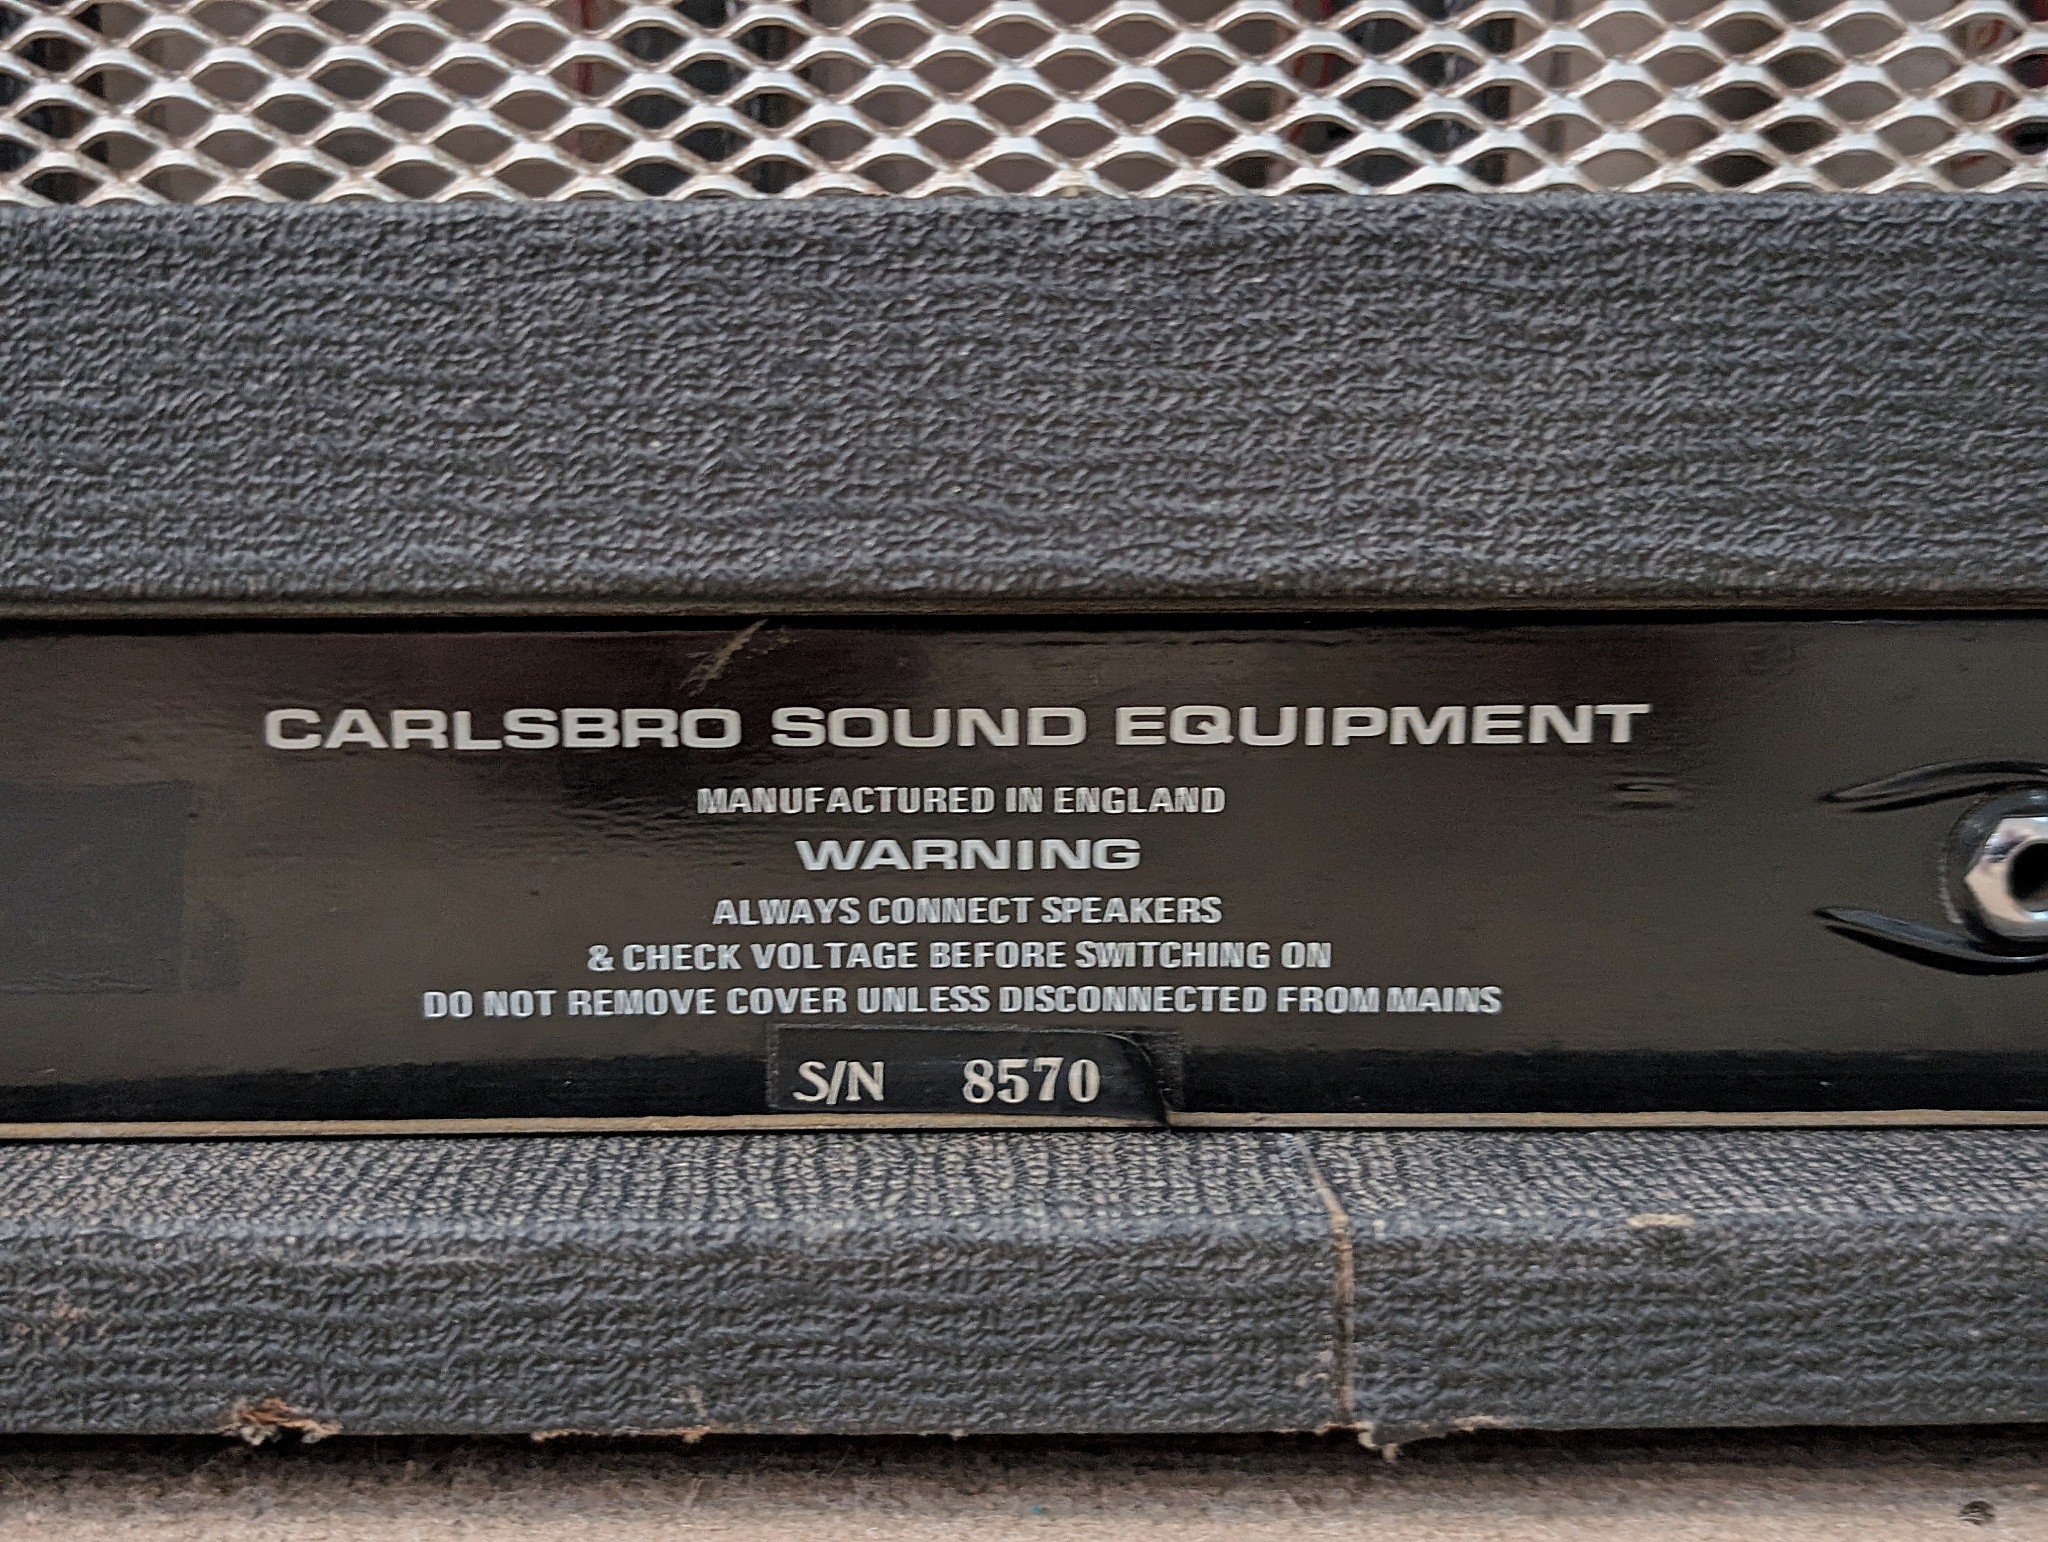 CARLSBRO SOUND EQUIPMENT
MANUFACTURED IN ENGLAND
WARNING
ALWAYS CONNECT SPEAKERS
& CHECK VOLTAGE BEFORE SWITCHING ON
DO NOT REMOVE COVER UNLESS DISCONNECTED FROM MAINS
S/N 8570